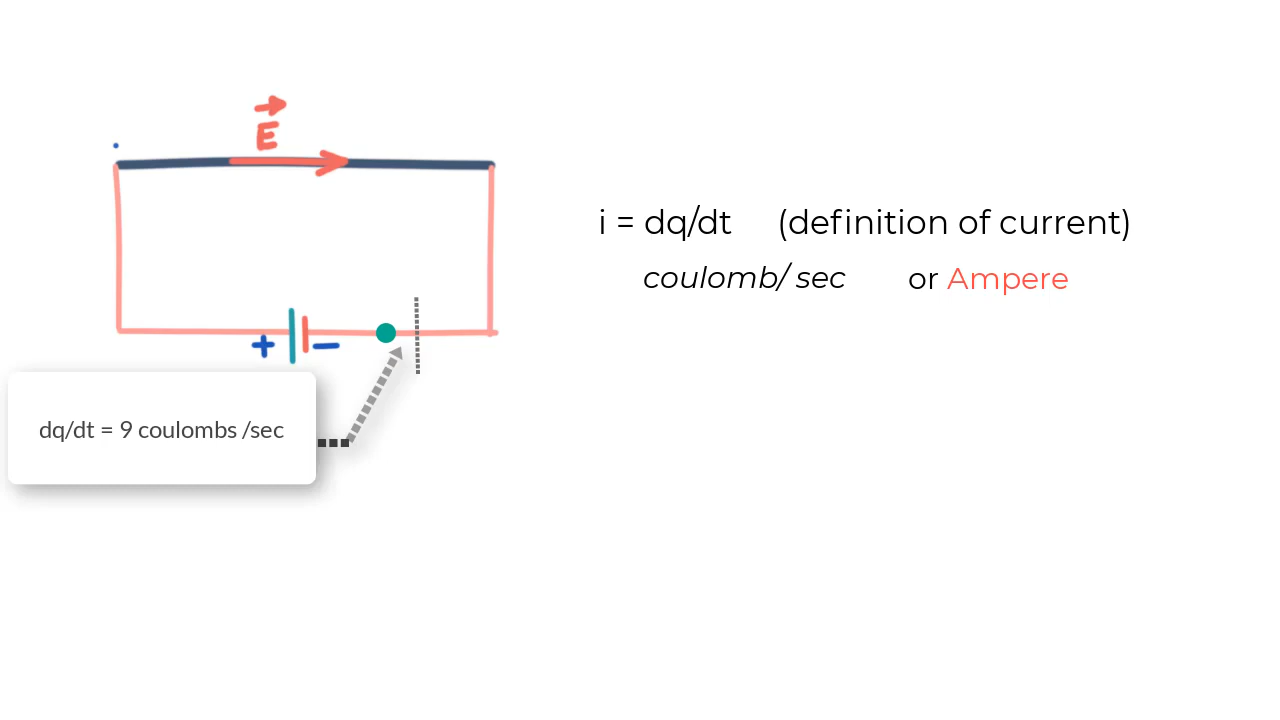 E
i = dq/dt (definition of current)
coulomb/ sec or Ampere
+ −
dq/dt = 9 coulombs /sec